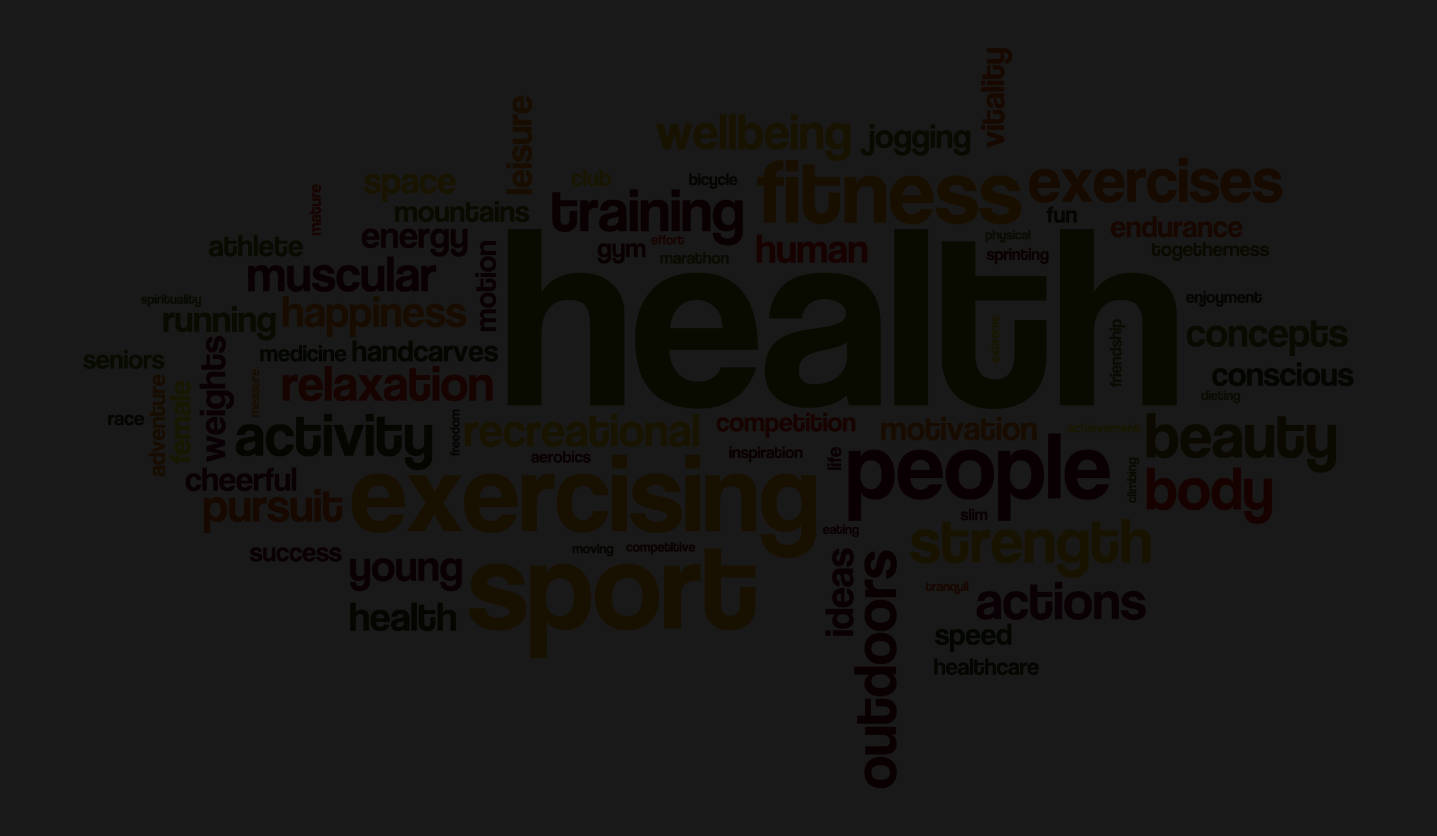 vitality
leisure
wellbeing
jogging
club
bicycle
space
fitness
exercises
mature
mountains
training
fun
endurance
energy
athlete
gym
effort
human
physical
togetherness
marathon
sprinting
muscular
motion
health
spirituality
happiness
enjoyment
running
concepts
friendship
seniors
medicine
handcarves
weights
relaxation
conscious
measure
dieting
adventure
female
race
activity
freedom
recreational
competition
motivation
achievement
beauty
aerobics
inspiration
life
people
climbing
cheerful
pursuit
exercising
body
slim
eating
strength
success
moving
competitive
young
sport
ideas
outdoors
tranquil
actions
health
speed
healthcare